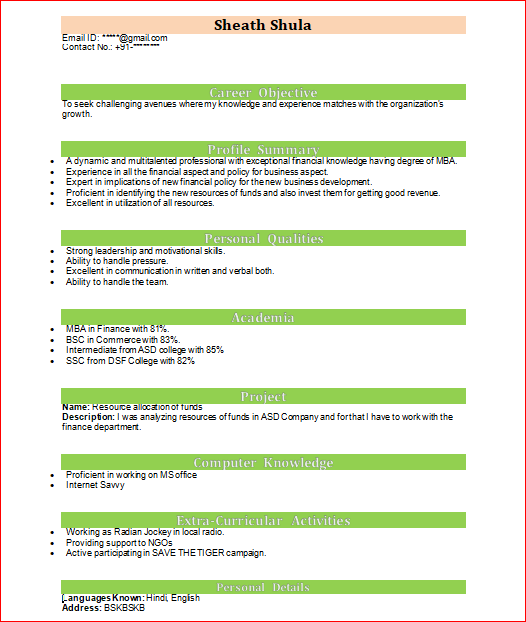 Sheath Shula
Email ID: *****@gmail.com
Contact No.: +91-********
Career Objective
To seek challenging avenues where my knowledge and experience matches with the organization's
growth.
Profile Summary
• A dynamic and multitalented professional with exceptional financial knowledge having degree of MBA.
• Experience in all the financial aspect and policy for business aspect.
• Expert in implications of new financial policy for the new business development.
• Proficient in identifying the new resources of funds and also invest them for getting good revenue.
• Excellent in utilization of all resources.
Personal Qualities
• Strong leadership and motivational skills.
• Ability to handle pressure.
• Excellent in communication in written and verbal both.
• Ability to handle the team.
Academia
• MBA in Finance with 81%.
• BSC in Commerce with 83%.
• Intermediate from ASD college with 85%
• SSC from DSF College with 82%
Project
Name: Resource allocation of funds
Description: I was analyzing resources of funds in ASD Company and for that I have to work with the
finance department.
Computer Knowledge
• Proficient in working on MS office
• Internet Savvy
Extra-Curricular Activities
• Working as Radian Jockey in local radio.
• Providing support to NGOs
• Active participating in SAVE THE TIGER campaign.
Personal Details
Languages Known: Hindi, English
Address: BSKBSKB